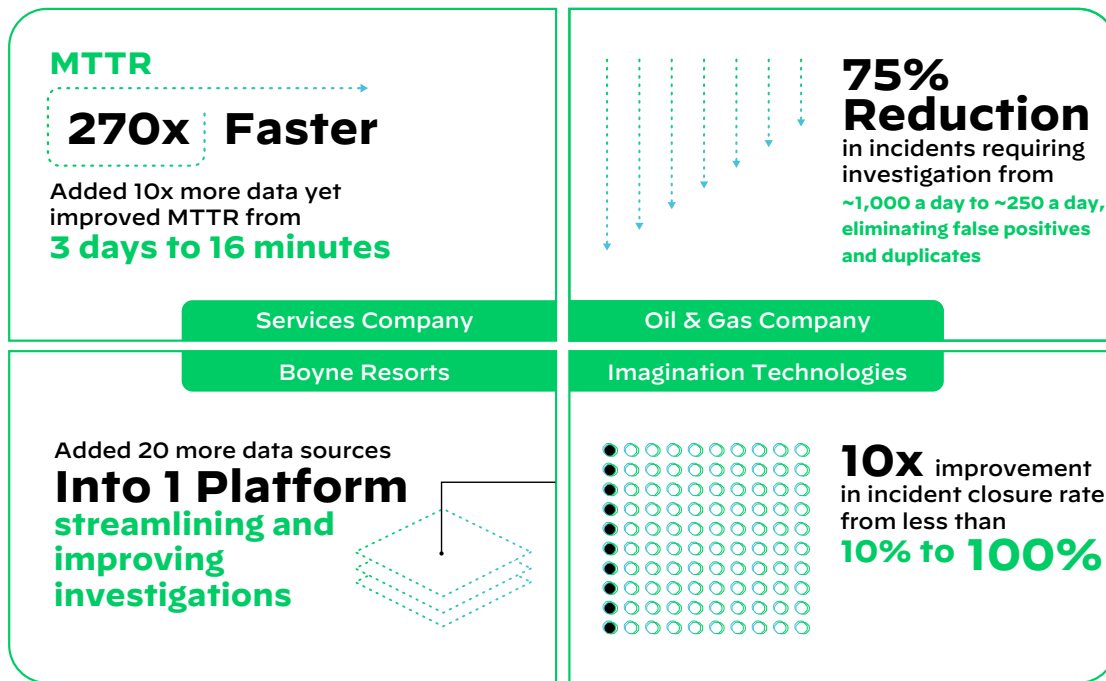 MTTR
270x Faster
Added 10x more data yet
improved MTTR from
3 days to 16 minutes
Services Company
75%
Reduction
in incidents requiring
investigation from
~1,000 a day to ~250 a day,
eliminating false positives
and duplicates
Oil & Gas Company
Boyne Resorts
Added 20 more data sources
Into 1 Platform
streamlining and
improving
investigations
Imagination Technologies
10x improvement
in incident closure rate
from less than
10% to 100%